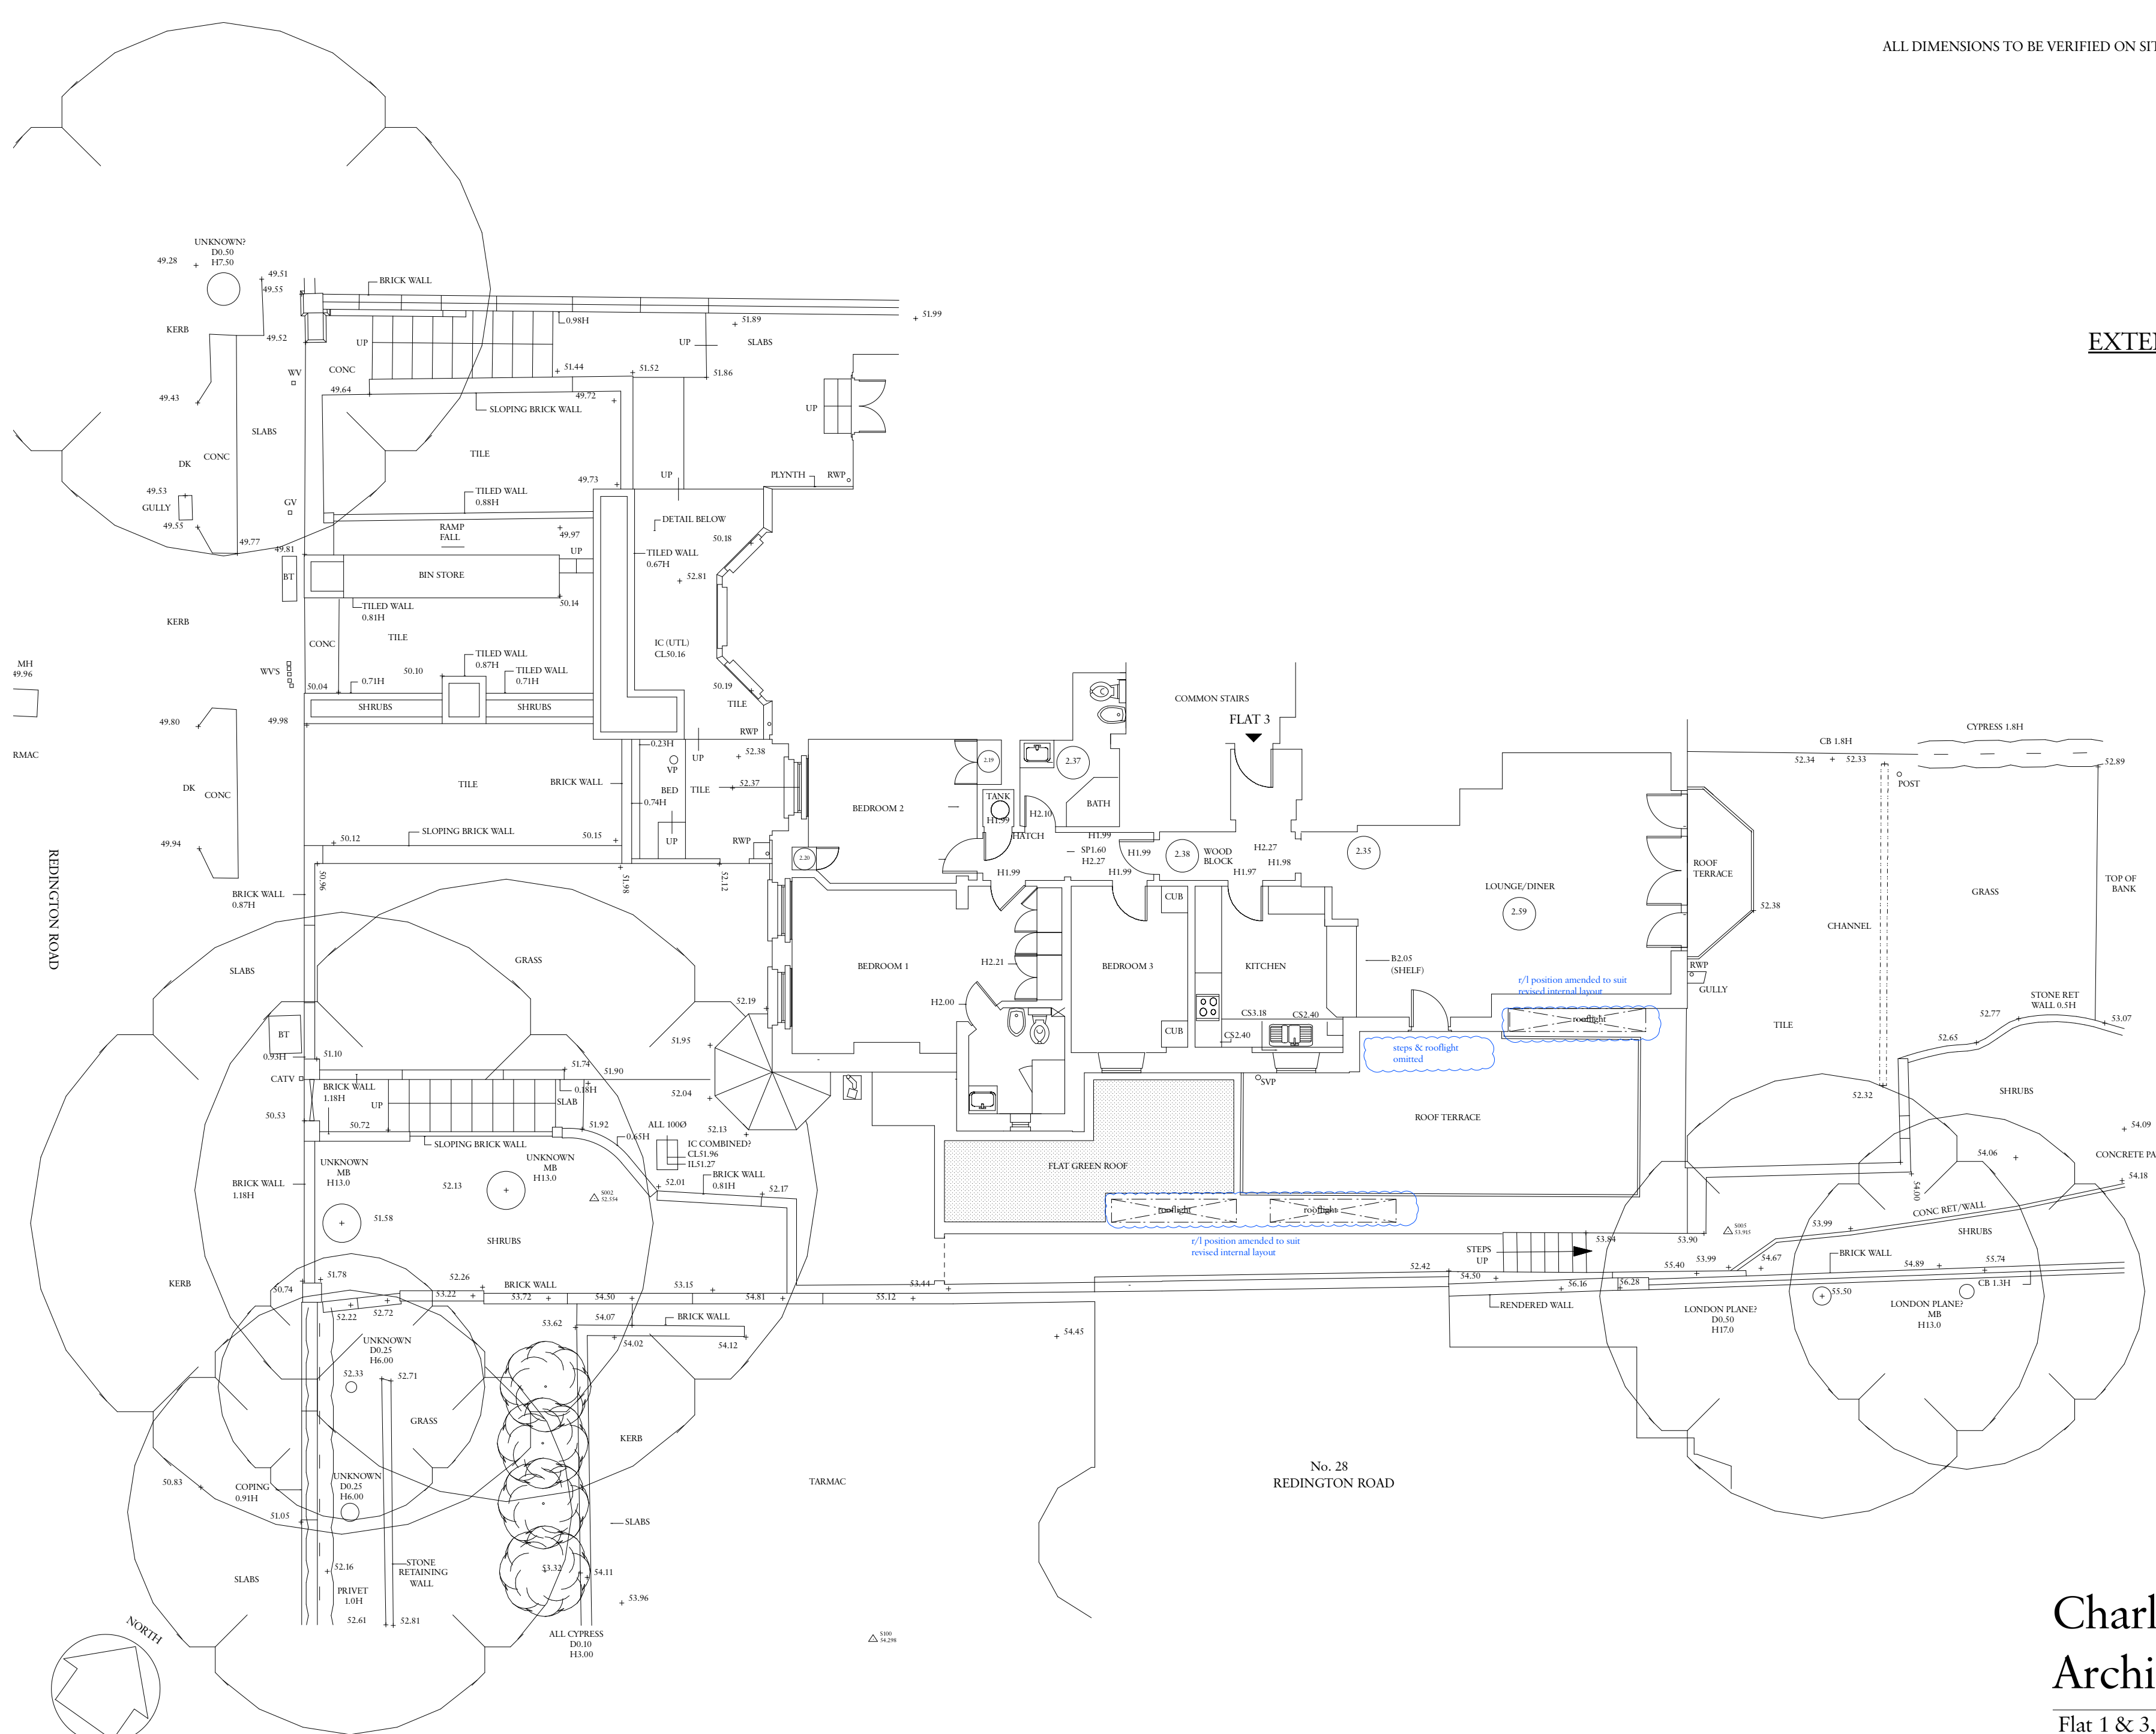 ALL DIMENSIONS TO BE VERIFIED ON SIT
EXTE
UNKNOWN?
D0.50
H7.50
49.28
49.51
49.55
BRICK WALL
0.98H
51.89
51.99
KERB
49.52
UP
UP
SLABS
WV
CONC
51.44
51.52
51.86
49.64
49.72
49.43
SLOPING BRICK WALL
UP
SLABS
CONC
DK
TILE
49.53
GULLY
49.55
GV
49.73
UP
PLYNTH
RWP
TILED WALL
0.88H
RAMP
FALL
49.97
DETAIL BELOW
50.18
49.77
49.81
UP
TILED WALL
0.67H
BT
BIN STORE
52.81
50.14
TILED WALL
0.81H
KERB
TILE
CONC
IC (UTL)
CL50.16
MH
49.96
WV'S
TILED WALL
0.87H
50.10
TILED WALL
0.71H
0.71H
50.04
50.19
TILE
SHRUBS
SHRUBS
49.80
49.98
RWP
RMAC
0.23H
VP
UP
52.38
BRICK WALL
TILE
52.37
BED
TILE
0.74H
DK
CONC
50.12
SLOPING BRICK WALL
50.15
UP
RWP
49.94
50.96
51.98
52.12
REDINGTON ROAD
BRICK WALL
0.87H
COMMON STAIRS
FLAT 3
2.19
2.37
TANK
H1.99
H2.10
BATH
BEDROOM 2
HATCH
H1.99
SP1.60
H2.27
H1.99
2.38
WOOD
BLOCK
H2.27
H1.98
2.35
2.20
H1.99
H1.99
H1.97
CUB
LOUNGE/DINER
2.59
BEDROOM 1
H2.21
BEDROOM 3
KITCHEN
B2.05
(SHELF)
H2.00
CS3.18
CS2.40
CUB
CS2.40
SVP
r/l position amended to suit
revised internal layout
rooflight
steps & rooflight
omitted
ROOF TERRACE
FLAT GREEN ROOF
rooflight
rooflight
r/l position amended to suit
revised internal layout
ROOF
TERRACE
RWP
GULLY
CB 1.8H
52.34
52.33
CYPRESS 1.8H
52.89
POST
GRASS
TOP OF
BANK
52.38
CHANNEL
STONE RET
WALL 0.5H
52.77
53.07
52.65
TILE
52.32
SHRUBS
54.09
54.06
CONCRETE PA
54.18
54.00
CONC RET/WALL
SHRUBS
S005
53.915
53.99
BRICK WALL
55.74
54.89
CB 1.3H
53.84
53.90
53.99
54.67
55.40
STEPS
UP
52.42
54.50
56.16
56.28
RENDERED WALL
55.50
LONDON PLANE?
D0.50
H17.0
LONDON PLANE?
MB
H13.0
SLABS
GRASS
52.19
BT
0.93H
51.10
51.95
51.74
51.90
CATV
BRICK WALL
1.18H
UP
0.18H
SLAB
52.04
50.53
50.72
51.92
52.13
SLOPING BRICK WALL
0.65H
ALL 100Ø
IC COMBINED?
CL51.96
IL51.27
UNKNOWN
MB
H13.0
UNKNOWN
MB
H13.0
BRICK WALL
0.81H
BRICK WALL
1.18H
52.13
52.01
52.17
S002
52.554
51.58
SHRUBS
KERB
51.78
50.74
52.26
BRICK WALL
53.15
53.44
53.22
53.72
54.50
54.81
55.12
52.22
52.72
53.62
54.07
BRICK WALL
54.02
54.12
54.45
UNKNOWN
D0.25
H6.00
52.33
52.71
GRASS
KERB
UNKNOWN
D0.25
H6.00
50.83
COPING
0.91H
51.05
TARMAC
No. 28
REDINGTON ROAD
SLABS
52.16
STONE
RETAINING
WALL
53.32
54.11
53.96
SLABS
PRIVET
1.0H
52.61
52.81
ALL CYPRESS
D0.10
H3.00
S100
54.298
NORTH
Charl
Archi
Flat 1 & 3,